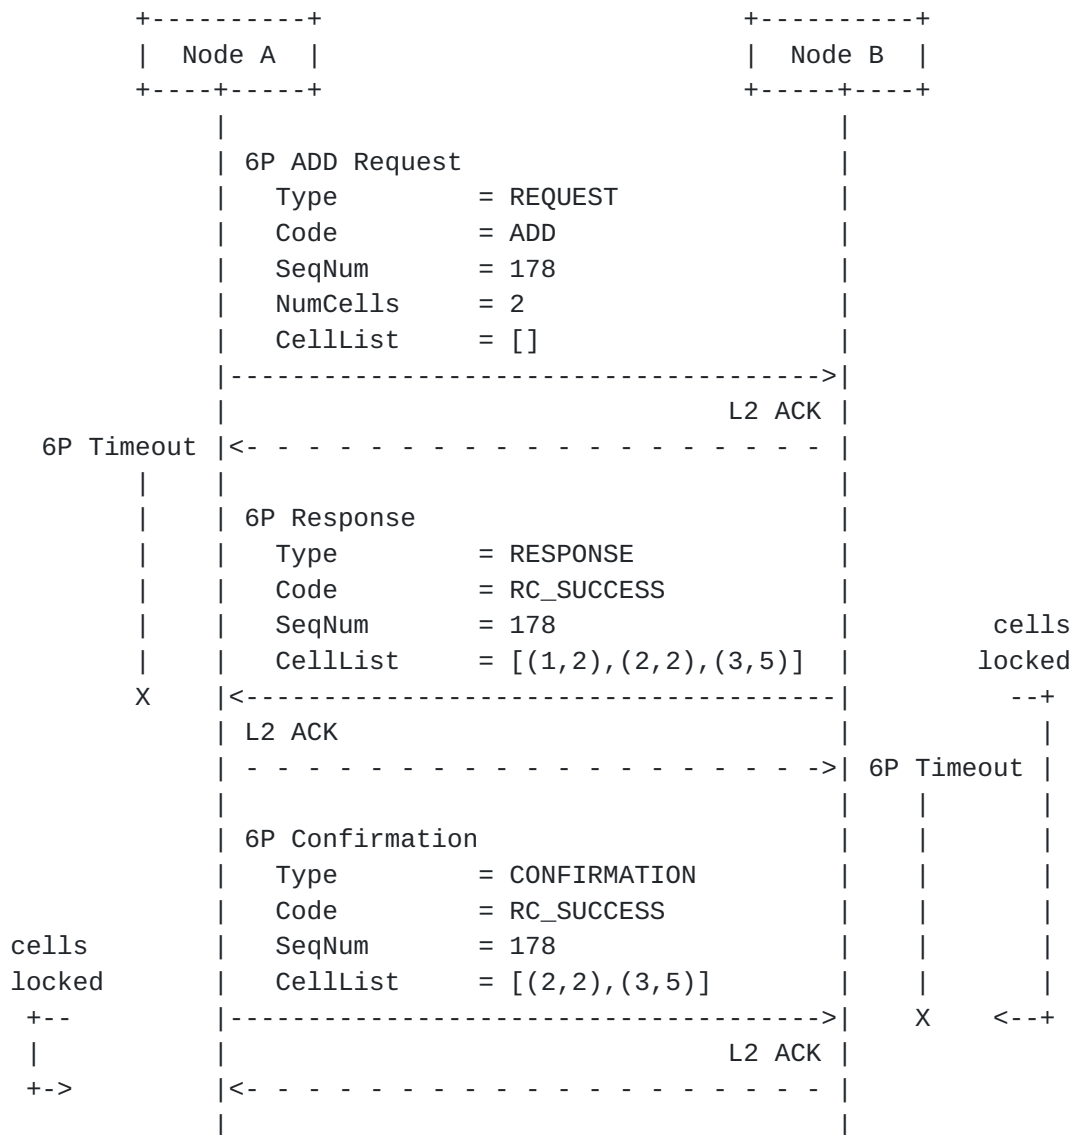 +----------+                           +----------+
        |  Node A  |                           |  Node B  |
        +----+-----+                           +-----+----+
             |                                       |
             | 6P ADD Request                        |
             |   Type         = REQUEST              |
             |   Code         = ADD                  |
             |   SeqNum       = 178                  |
             |   NumCells     = 2                    |
             |   CellList     = []                   |
             |-------------------------------------->|
             |                                L2 ACK |
  6P Timeout |<- - - - - - - - - - - - - - - - - - - |
        |    |                                       |
        |    | 6P Response                           |
        |    |   Type         = RESPONSE             |
        |    |   Code         = RC_SUCCESS           |
        |    |   SeqNum       = 178                  |         cells
        |    |   CellList     = [(1,2),(2,2),(3,5)]  |        locked
        X    |<--------------------------------------|          --+
             | L2 ACK                                |            |
             | - - - - - - - - - - - - - - - - - - ->| 6P Timeout |
             |                                       |    |       |
             | 6P Confirmation                       |    |       |
             |   Type         = CONFIRMATION         |    |       |
             |   Code         = RC_SUCCESS           |    |       |
cells        |   SeqNum       = 178                  |    |       |
locked       |   CellList     = [(2,2),(3,5)]        |    |       |
 +--         |-------------------------------------->|    X    <--+
 |           |                                L2 ACK |
 +->         |<- - - - - - - - - - - - - - - - - - - |
             |                                       |